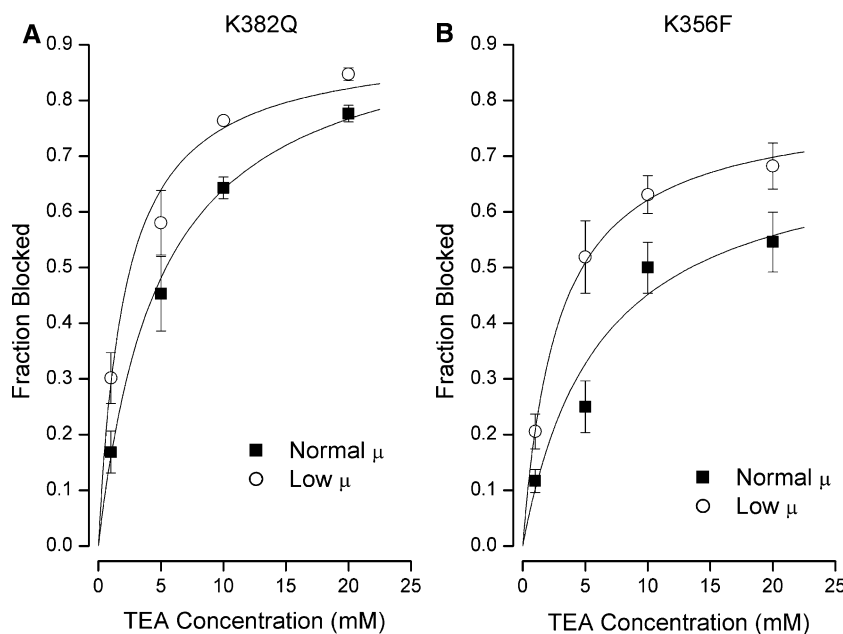 A
K382Q
Fraction Blocked
0.9
0.8
0.7
0.6
0.5
0.4
0.3
0.2
0.1
0.0
Normal μ
Low μ
0 5 10 15 20 25
TEA Concentration (mM)
B
K356F
Fraction Blocked
0.9
0.8
0.7
0.6
0.5
0.4
0.3
0.2
0.1
0.0
Normal μ
Low μ
0 5 10 15 20 25
TEA Concentration (mM)